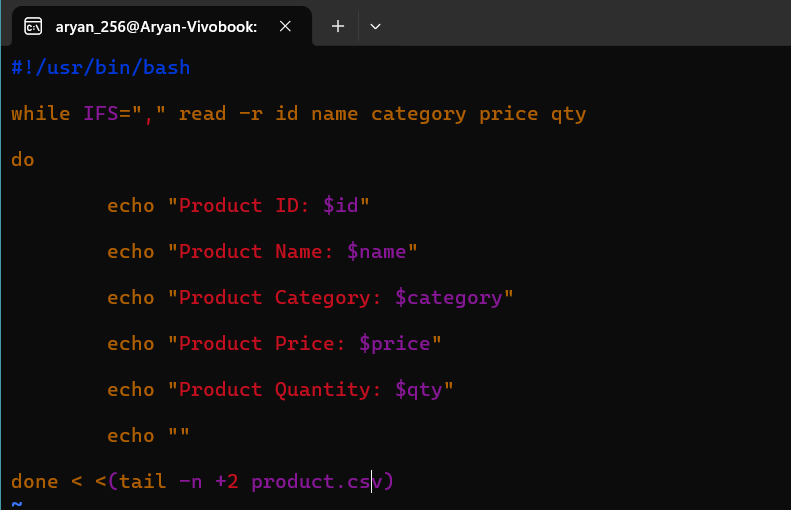 aryan_256@Aryan-Vivobook:
#!/usr/bin/bash
while IFS="," read -r id name category price qty
do
        echo "Product ID: $id"
        echo "Product Name: $name"
        echo "Product Category: $category"
        echo "Product Price: $price"
        echo "Product Quantity: $qty"
        echo ""
done < <(tail -n +2 product.csv)
~